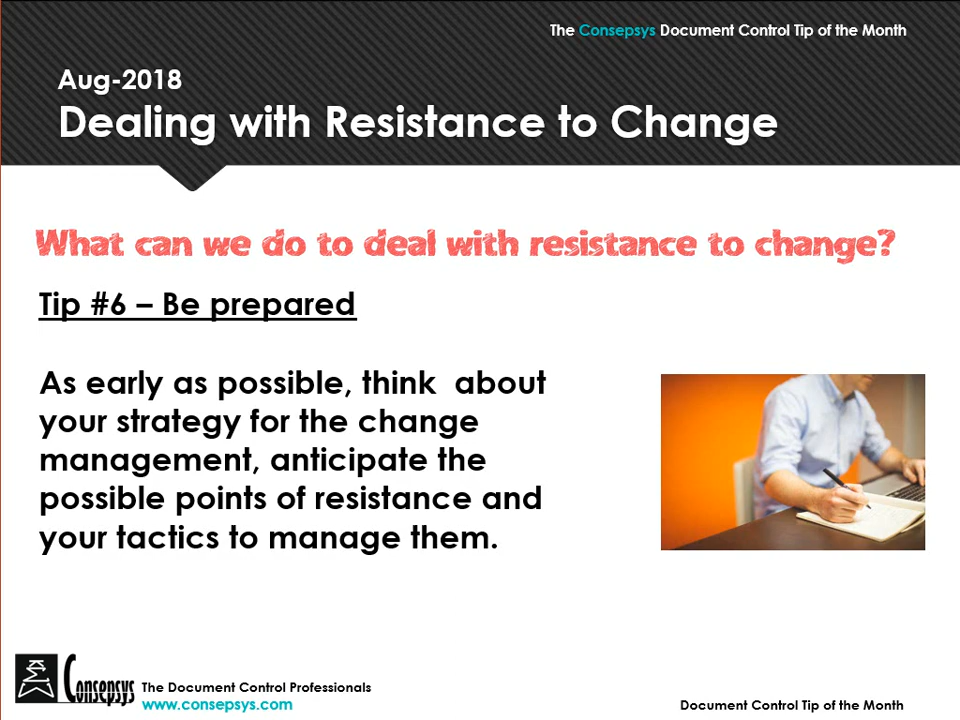 The Consepsys Document Control Tip of the Month
Aug-2018
Dealing with Resistance to Change
What can we do to deal with resistance to change?
Tip #6 – Be prepared
As early as possible, think  about
your strategy for the change
management, anticipate the
possible points of resistance and
your tactics to manage them.
Consepsys
The Document Control Professionals
www.consepsys.com
Document Control Tip of the Month